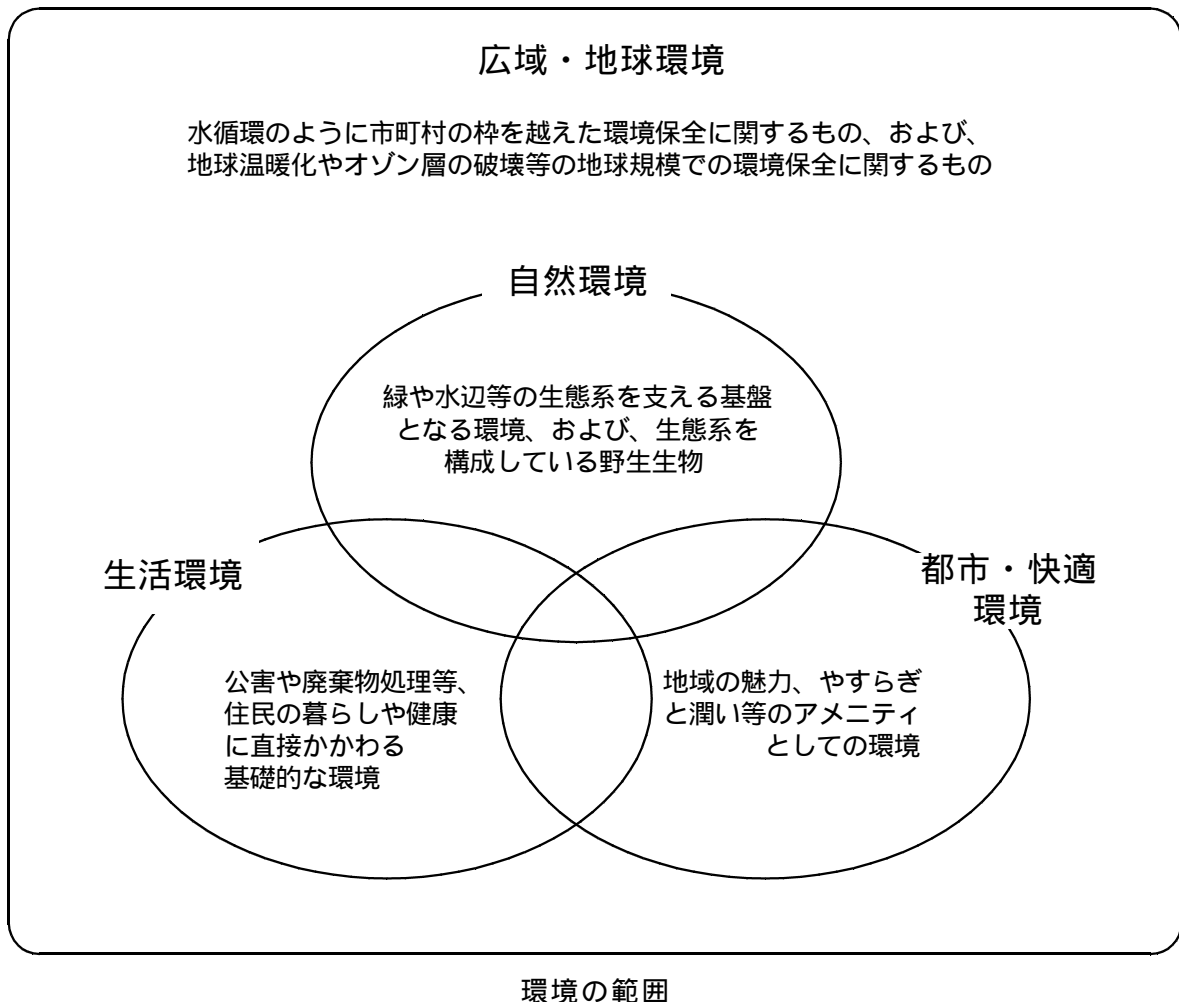 広域・地球環境
水循環のように市町村の枠を越えた環境保全に関するもの、および、
地球温暖化やオゾン層の破壊等の地球規模での環境保全に関するもの
自然環境
緑や水辺等の生態系を支える基盤
となる環境、および、生態系を
構成している野生生物
生活環境
公害や廃棄物処理等、
住民の暮らしや健康
に直接かかわる
基礎的な環境
都市・快適
環境
地域の魅力、やすらぎ
と潤い等のアメニティ
としての環境
環境の範囲